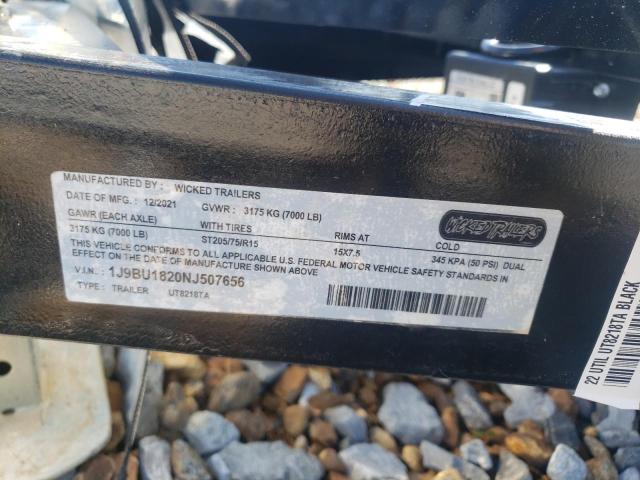 MANUFACTURED BY : WICKED TRAILERS
DATE OF MFG. : 12/2021 GVWR : 3175 KG (7000 LB)
GAWR (EACH AXLE) WITH TIRES RIMS AT COLD
3175 KG (7000 LB) ST205/75/R15 15X7.5 345 KPA (50 PSI) DUAL
THIS VEHICLE CONFORMS TO ALL APPLICABLE U.S. FEDERAL MOTOR VEHICLE SAFETY STANDARDS IN
EFFECT ON THE DATE OF MANUFACTURE SHOWN ABOVE
V.I.N. : 1J9BU1820NJ507656
TYPE : TRAILER UT8218TA
WICKED TRAILERS
22 UTIL UT8218TA BLACK